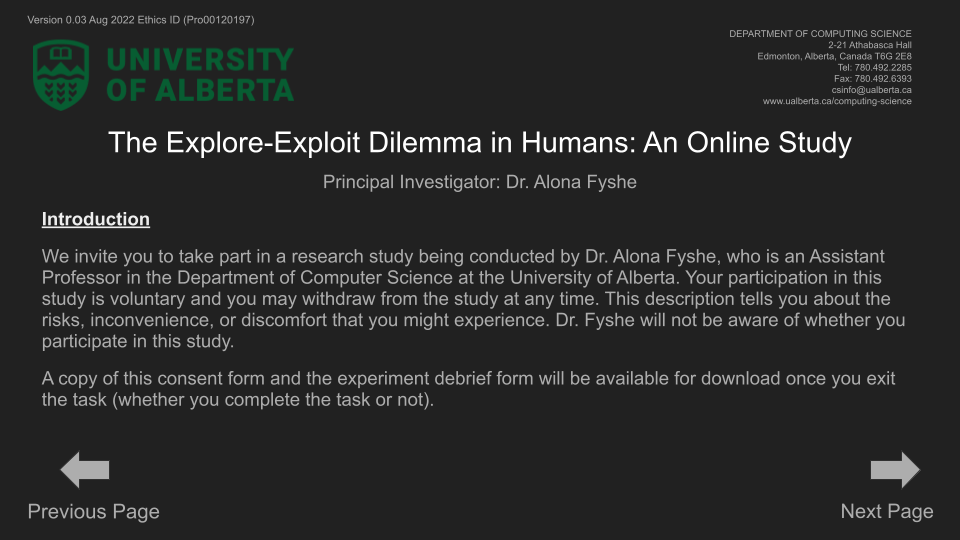 Version 0.03 Aug 2022 Ethics ID (Pro00120197)
UNIVERSITY
OF ALBERTA
DEPARTMENT OF COMPUTING SCIENCE
2-21 Athabasca Hall
Edmonton, Alberta, Canada T6G 2E8
Tel: 780.492.2285
Fax: 780.492.6393
csinfo@ualberta.ca
www.ualberta.ca/computing-science
The Explore-Exploit Dilemma in Humans: An Online Study
Principal Investigator: Dr. Alona Fyshe
Introduction
We invite you to take part in a research study being conducted by Dr. Alona Fyshe, who is an Assistant
Professor in the Department of Computer Science at the University of Alberta. Your participation in this
study is voluntary and you may withdraw from the study at any time. This description tells you about the
risks, inconvenience, or discomfort that you might experience. Dr. Fyshe will not be aware of whether you
participate in this study.
A copy of this consent form and the experiment debrief form will be available for download once you exit
the task (whether you complete the task or not).
Previous Page
Next Page